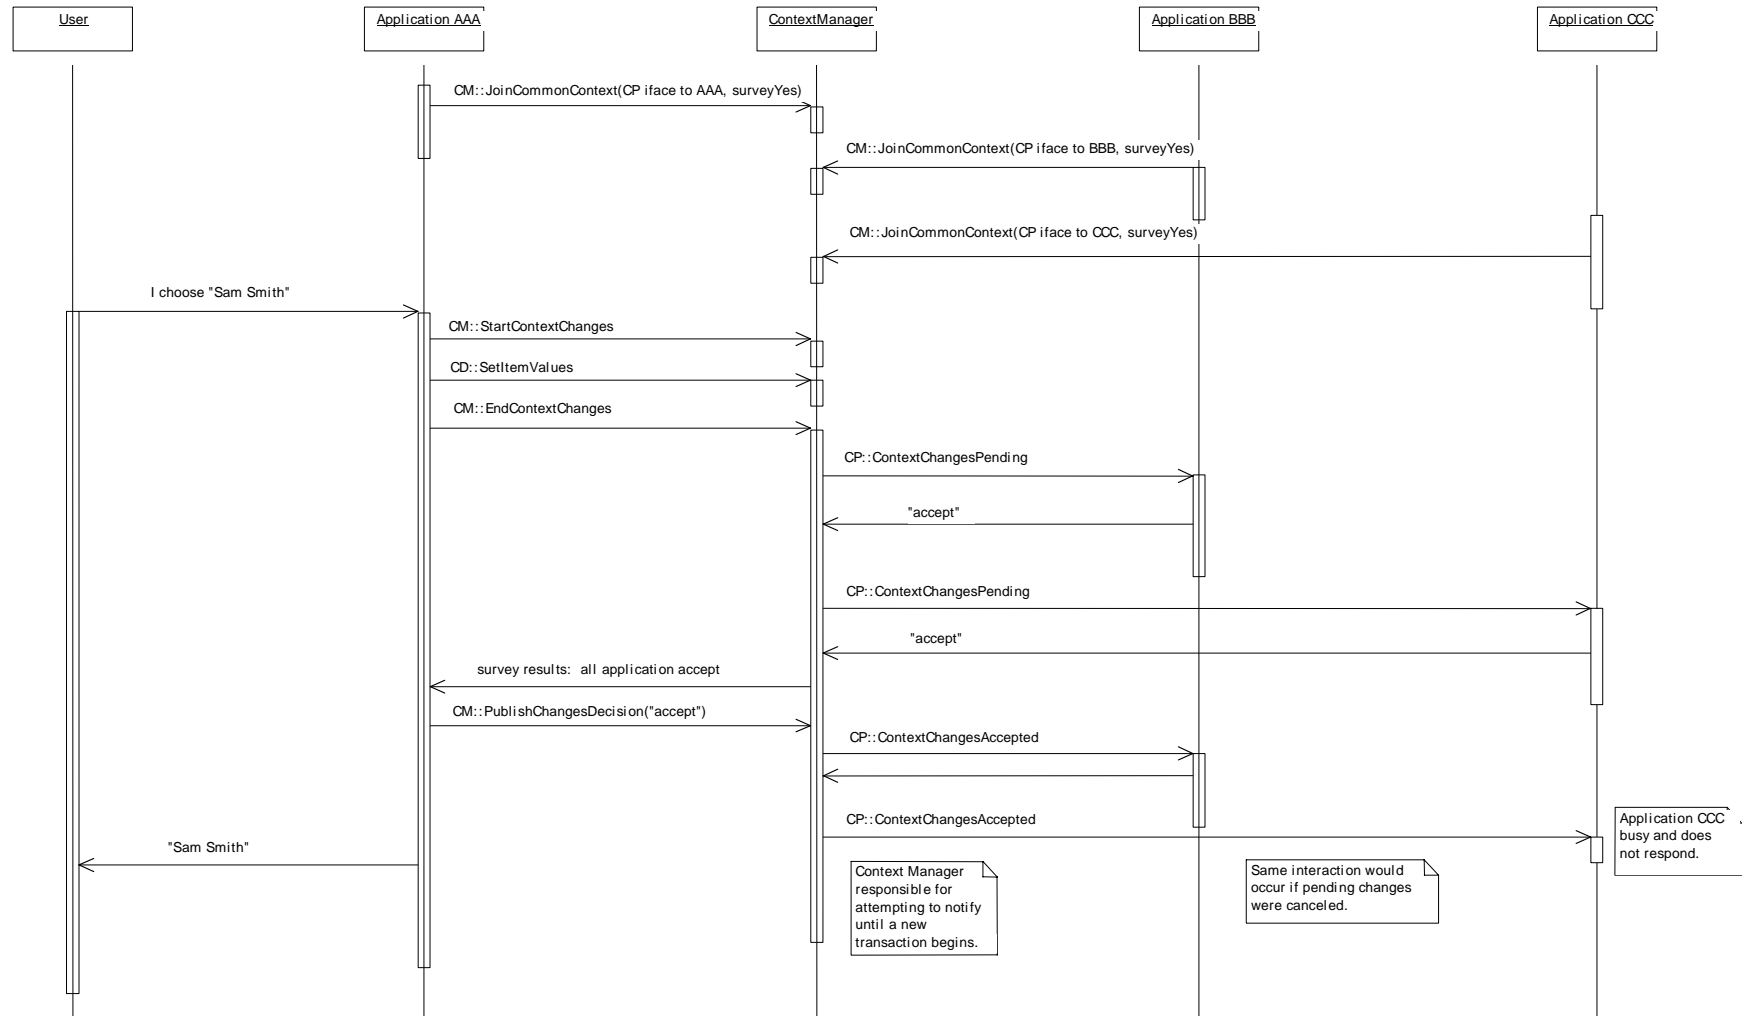 User
Application AAA
ContextManager
Application BBB
Application CCC
CM::JoinCommonContext(CP iface to AAA, surveyYes)
CM::JoinCommonContext(CP iface to BBB, surveyYes)
CM::JoinCommonContext(CP iface to CCC, surveyYes)
I choose "Sam Smith"
CM::StartContextChanges
CD::SetItemValues
CM::EndContextChanges
CP::ContextChangesPending
"accept"
CP::ContextChangesPending
"accept"
survey results:  all application accept
CM::PublishChangesDecision("accept")
CP::ContextChangesAccepted
CP::ContextChangesAccepted
Application CCC
busy and does
not respond.
"Sam Smith"
Context Manager
responsible for
attempting to notify
until a new
transaction begins.
Same interaction would
occur if pending changes
were canceled.